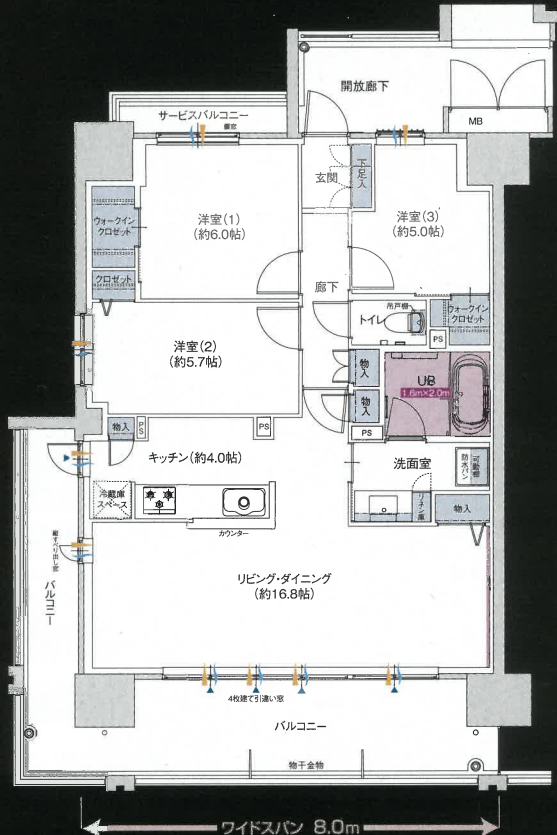 開放廊下
MB
サービスバルコニー
玄関
下足入
洋室(1)
(約6.0帖)
洋室(3)
(約5.0帖)
ウォークイン
クロゼット
クロゼット
廊下
吊戸棚
トイレ
ウォークイン
クロゼット
PS
洋室(2)
(約5.7帖)
物入
物入
UB
1.6m×2.0m
物入
PS
PS
PS
キッチン(約4.0帖)
洗面室
防水パン
可動棚
冷蔵庫
スペース
カウンター
リネン庫
物入
縦すべり出し窓
バルコニー
リビング・ダイニング
(約16.8帖)
4枚建て引違い窓
バルコニー
物干金物
ワイドスパン 8.0m